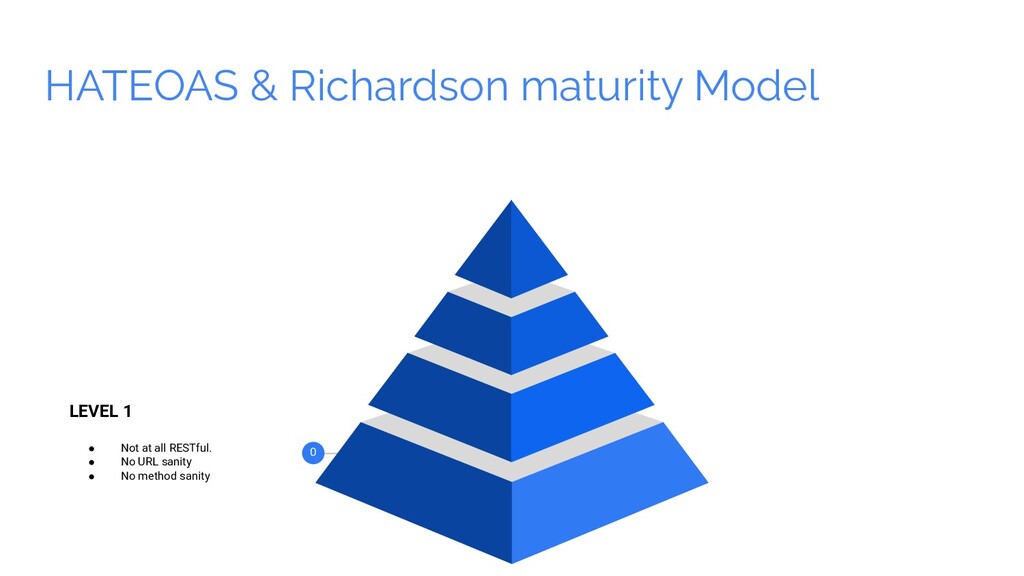 HATEOAS & Richardson maturity Model
LEVEL 1
● Not at all RESTful.
● No URL sanity
● No method sanity
0